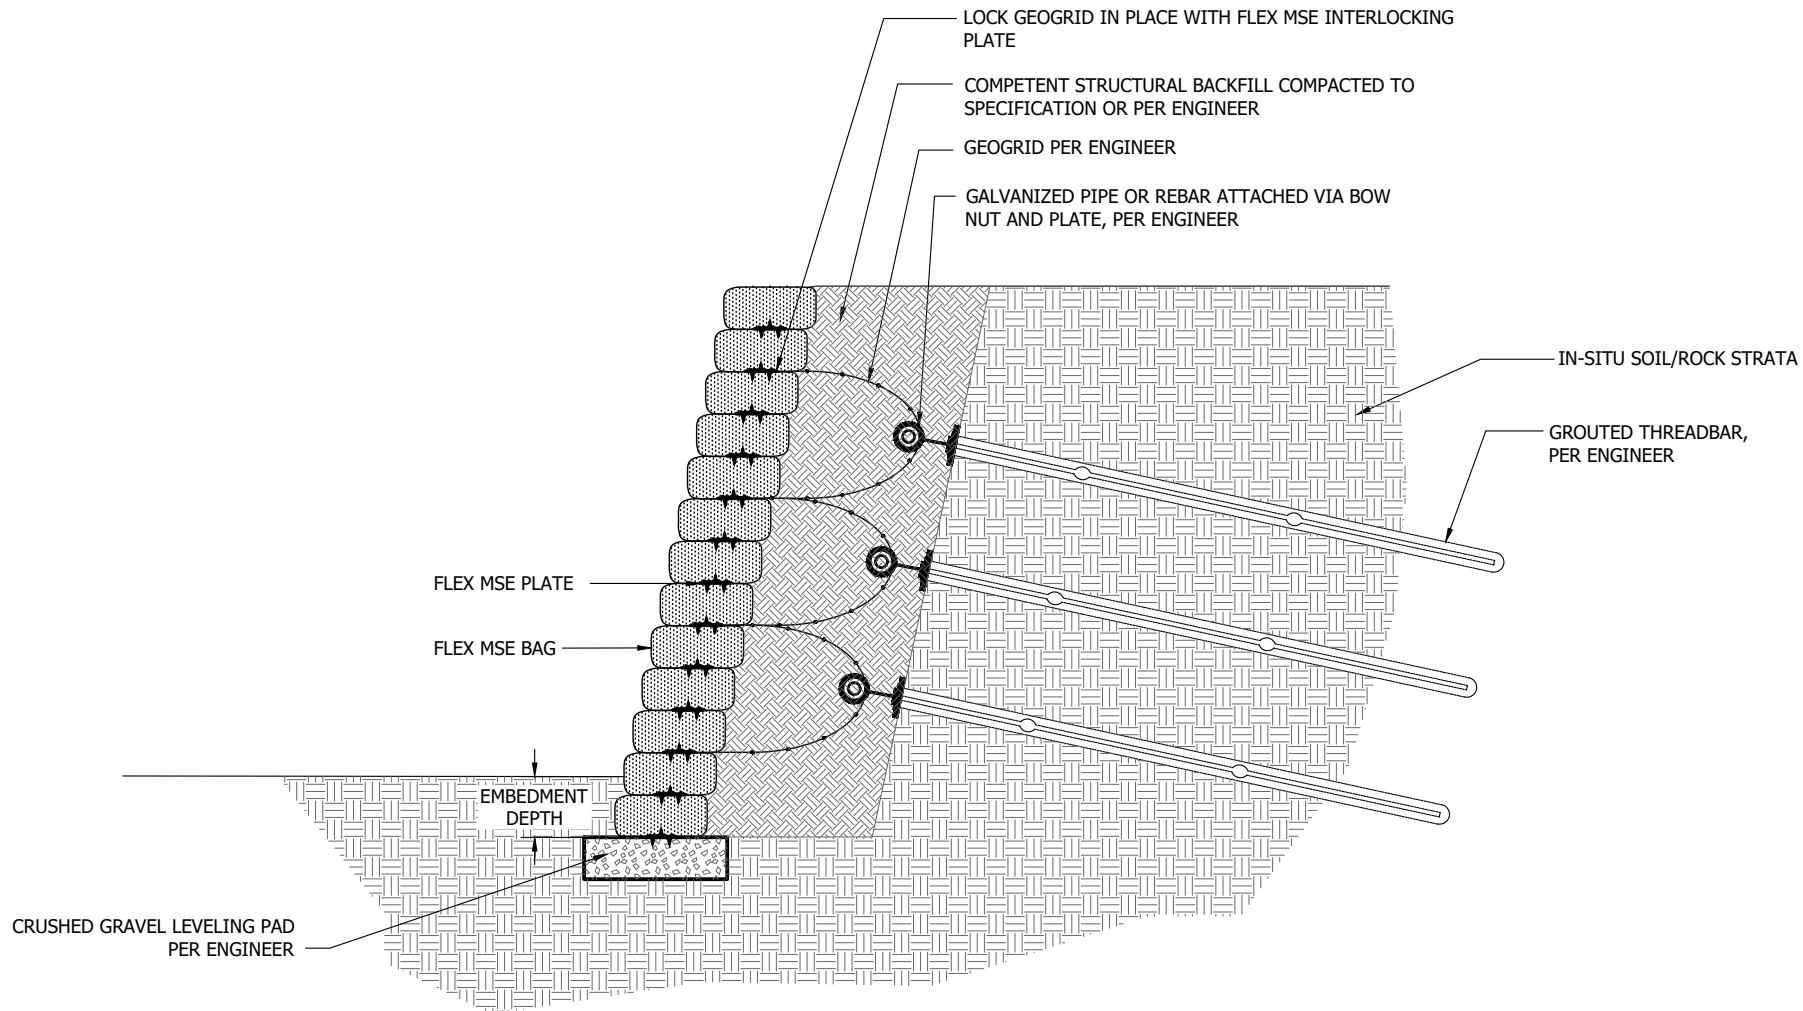 LOCK GEOGRID IN PLACE WITH FLEX MSE INTERLOCKING
PLATE
COMPETENT STRUCTURAL BACKFILL COMPACTED TO
SPECIFICATION OR PER ENGINEER
GEOGRID PER ENGINEER
GALVANIZED PIPE OR REBAR ATTACHED VIA BOW
NUT AND PLATE, PER ENGINEER
IN-SITU SOIL/ROCK STRATA
GROUTED THREADBAR,
PER ENGINEER
FLEX MSE PLATE
FLEX MSE BAG
EMBEDMENT
DEPTH
CRUSHED GRAVEL LEVELING PAD
PER ENGINEER